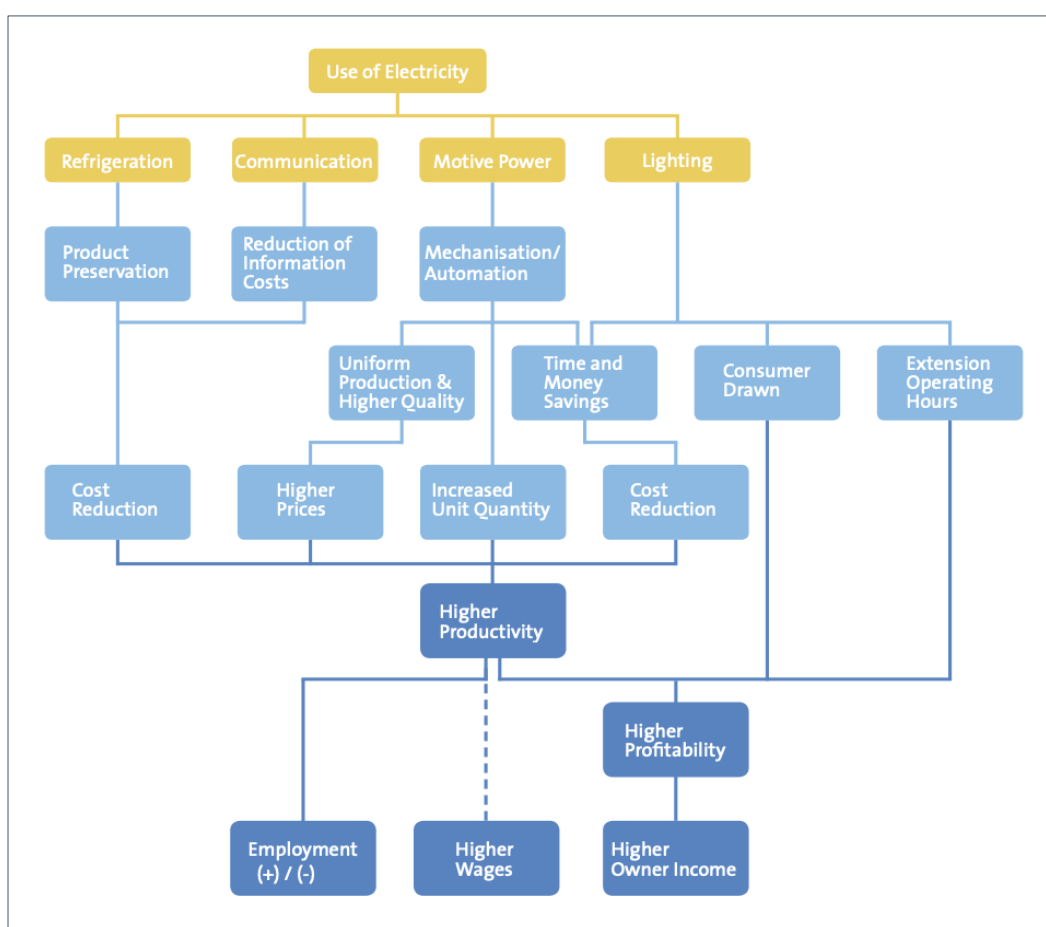 Use of Electricity
Refrigeration
Communication
Motive Power
Lighting
Product
Preservation
Reduction of
Information
Costs
Mechanisation/
Automation
Uniform
Production &
Higher Quality
Time and
Money
Savings
Consumer
Drawn
Extension
Operating
Hours
Cost
Reduction
Higher
Prices
Increased
Unit Quantity
Cost
Reduction
Higher
Productivity
Higher
Profitability
Employment
(+) / (-)
Higher
Wages
Higher
Owner Income